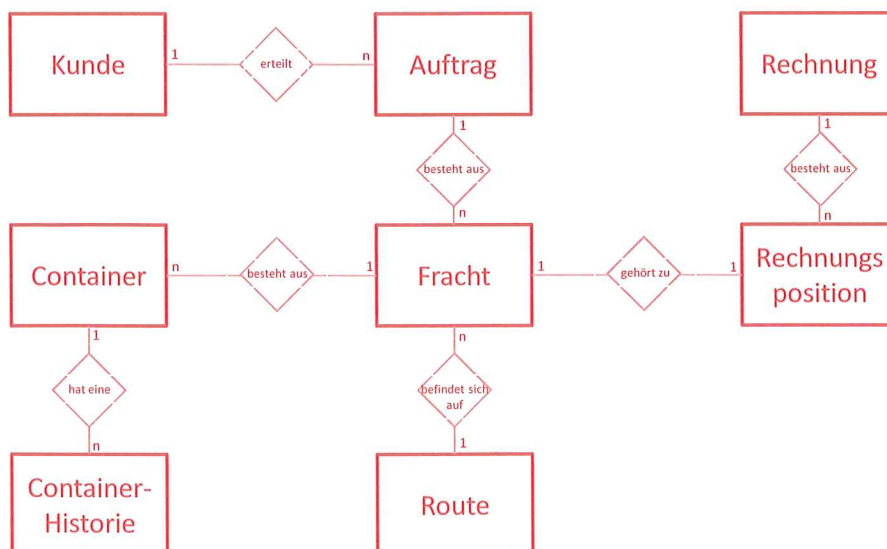 Kunde
1
erteilt
n
Auftrag
Rechnung
1
1
besteht aus
besteht aus
n
n
Container
n
besteht aus
1
Fracht
1
gehört zu
1
Rechnungs
position
1
n
hat eine
befindet sich
auf
n
1
Container-
Historie
Route